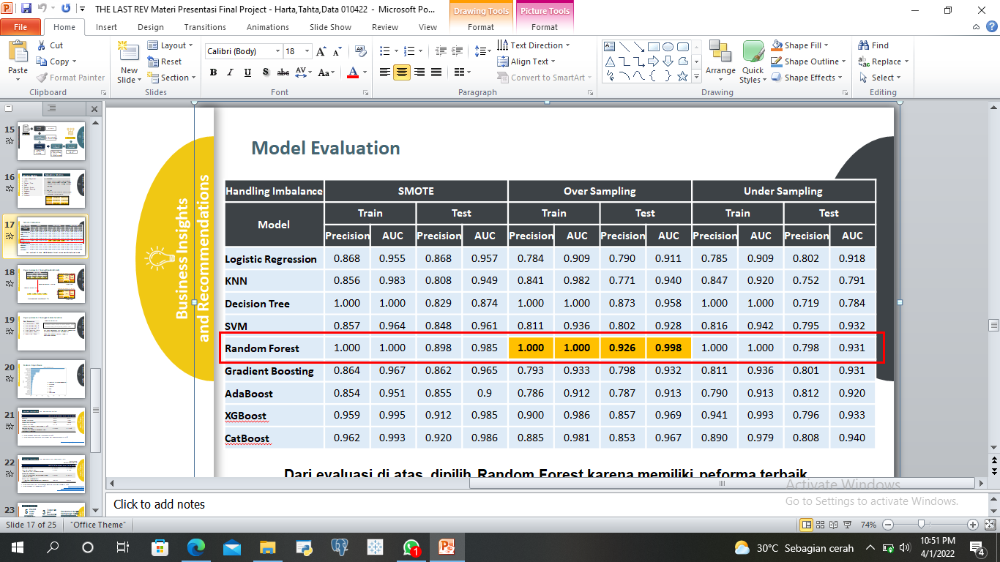 THE LAST REV Materi Presentasi Final Project - Harta,Tahta,Data 010422 - Microsoft Po...
Drawing Tools
Picture Tools
File Home Insert Design Transitions Animations Slide Show Review View Format Format
Paste
Cut
Copy
Format Painter
Clipboard
New
Slide
Layout
Reset
Section
Slides
Calibri (Body) 18
B I U S abc AV Aa A
Font
Text Direction
Align Text
Convert to SmartArt
Paragraph
Arrange
Quick
Styles
Shape Fill
Shape Outline
Shape Effects
Drawing
Find
Replace
Select
Editing
15
16
17
18
19
20
21
22
23
Business Insights
and Recommendations
Model Evaluation
Handling Imbalance SMOTE Over Sampling Under Sampling
Model Train Test Train Test Train Test
Precision AUC Precision AUC Precision AUC Precision AUC Precision AUC Precision AUC
Logistic Regression 0.868 0.955 0.868 0.957 0.784 0.909 0.790 0.911 0.785 0.909 0.802 0.918
KNN 0.856 0.983 0.808 0.949 0.841 0.982 0.771 0.940 0.847 0.920 0.752 0.791
Decision Tree 1.000 1.000 0.829 0.874 1.000 1.000 0.873 0.958 1.000 1.000 0.719 0.784
SVM 0.857 0.964 0.848 0.961 0.811 0.936 0.802 0.928 0.816 0.942 0.795 0.932
Random Forest 1.000 1.000 0.898 0.985 1.000 1.000 0.926 0.998 1.000 1.000 0.798 0.931
Gradient Boosting 0.864 0.967 0.862 0.965 0.793 0.933 0.798 0.932 0.811 0.936 0.801 0.931
AdaBoost 0.854 0.951 0.855 0.9 0.786 0.912 0.787 0.913 0.790 0.913 0.812 0.920
XGBoost 0.959 0.995 0.912 0.985 0.900 0.986 0.857 0.969 0.941 0.993 0.796 0.933
CatBoost 0.962 0.993 0.920 0.986 0.885 0.981 0.853 0.967 0.890 0.979 0.808 0.940
Dari evaluasi di atas, dipilih Random Forest karena memiliki peforma terbaik
Activate Windows
Go to Settings to activate Windows.
Click to add notes
Slide 17 of 25 "Office Theme" 74%
30°C Sebagian cerah
10:51 PM
4/1/2022
1
4